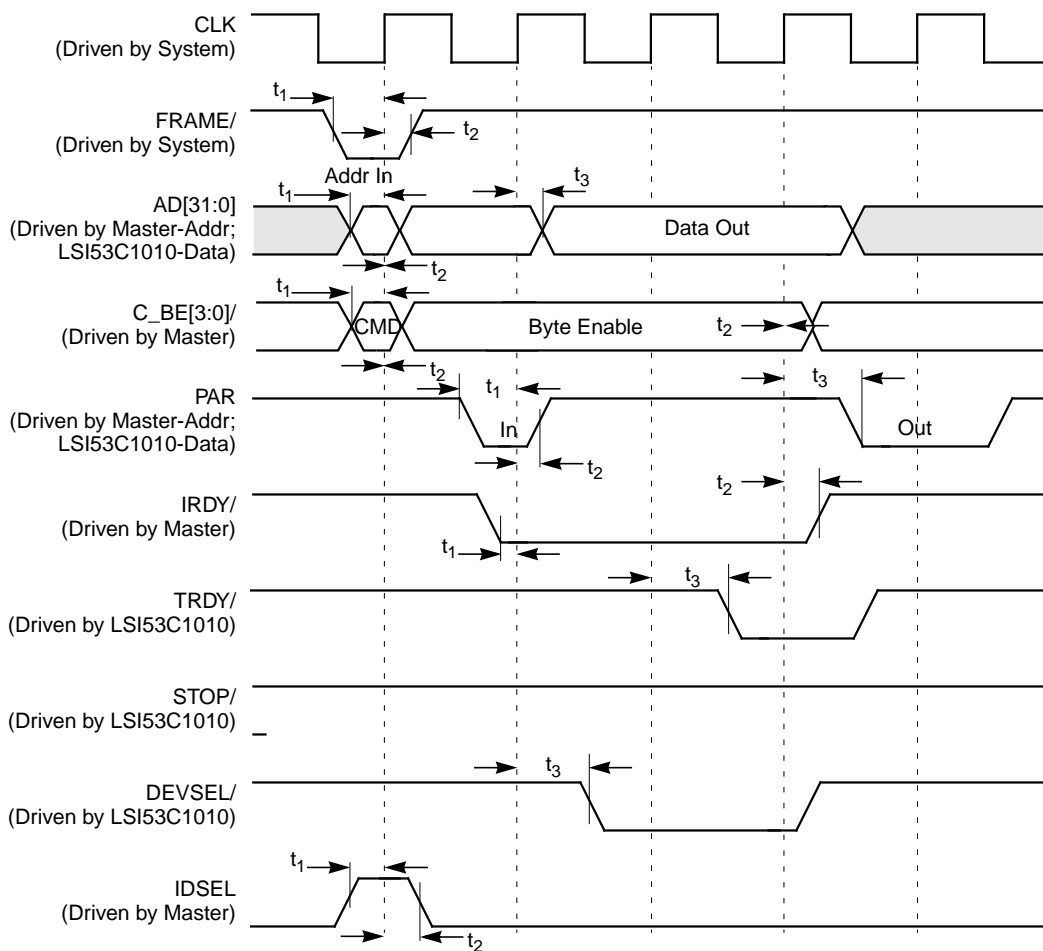 CLK
(Driven by System)
t1
FRAME/
(Driven by System)
t2
Addr In
t1
t3
AD[31:0]
(Driven by Master-Addr;
LSI53C1010-Data)
Data Out
t2
t1
C_BE[3:0]/
(Driven by Master)
CMD
Byte Enable
t2
t2
t1
t3
PAR
(Driven by Master-Addr;
LSI53C1010-Data)
In
Out
t2
t2
IRDY/
(Driven by Master)
t1
t3
TRDY/
(Driven by LSI53C1010)
STOP/
(Driven by LSI53C1010)
t3
DEVSEL/
(Driven by LSI53C1010)
t1
IDSEL
(Driven by Master)
t2